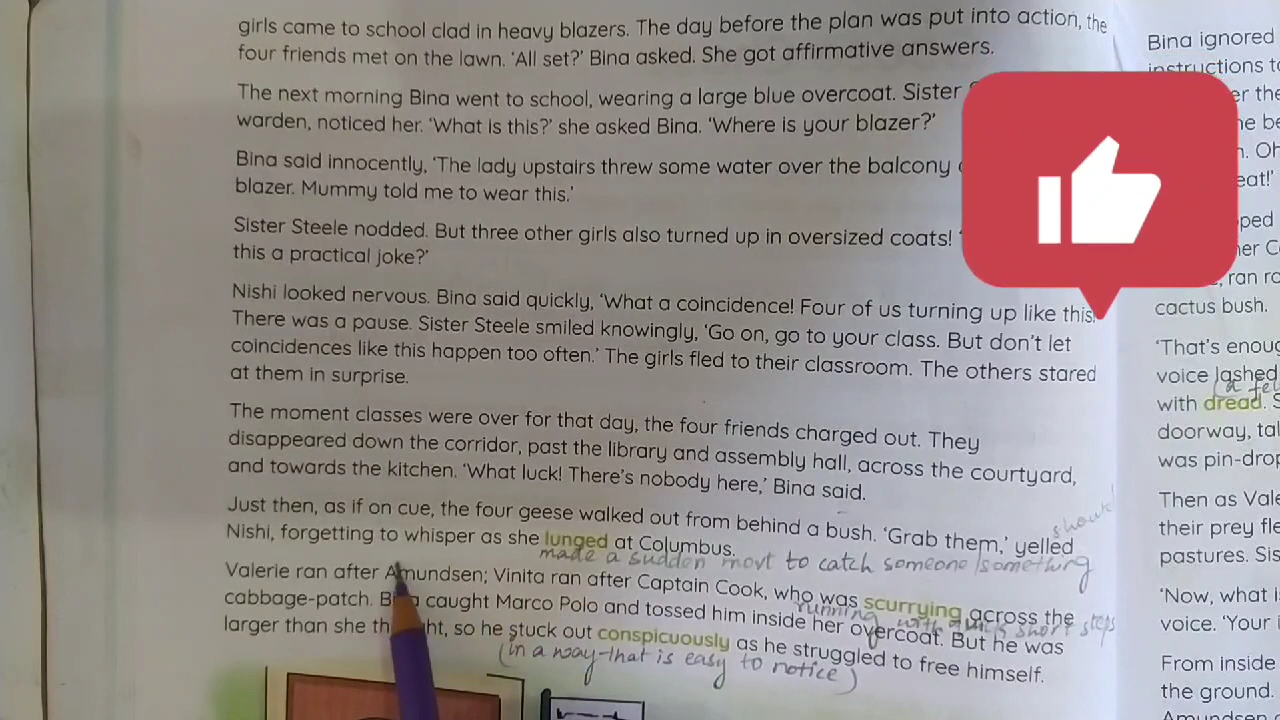 girls came to school clad in heavy blazers. The day before the plan was put into action, the
four friends met on the lawn. ‘All set?’ Bina asked. She got affirmative answers.
The next morning Bina went to school, wearing a large blue overcoat. Sister
warden, noticed her. ‘What is this?’ she asked Bina. ‘Where is your blazer?’
Bina said innocently, ‘The lady upstairs threw some water over the balcony
blazer. Mummy told me to wear this.’
Sister Steele nodded. But three other girls also turned up in oversized coats!
this a practical joke?’
Nishi looked nervous. Bina said quickly, ‘What a coincidence! Four of us turning up like this.
There was a pause. Sister Steele smiled knowingly, ‘Go on, go to your class. But don’t let
coincidences like this happen too often.’ The girls fled to their classroom. The others stared
at them in surprise.
The moment classes were over for that day, the four friends charged out. They
disappeared down the corridor, past the library and assembly hall, across the courtyard,
and towards the kitchen. ‘What luck! There’s nobody here,’ Bina said.
Just then, as if on cue, the four geese walked out from behind a bush. ‘Grab them,’ yelled
shout
Nishi, forgetting to whisper as she lunged at Columbus.
made a sudden movt to catch someone/something
Valerie ran after Amundsen; Vinita ran after Captain Cook, who was scurrying across the
running with quick short steps
cabbage-patch. Bina caught Marco Polo and tossed him inside her overcoat. But he was
larger than she thought, so he stuck out conspicuously as he struggled to free himself.
(in a way that is easy to notice)
Bina ignored
instructions
cactus bush.
‘That’s
voice lashed
(a
with dread.
doorway,
was
Then as
their prey
pastures.
‘Now, what
voice. ‘Your
From inside
the ground.
Amundsen